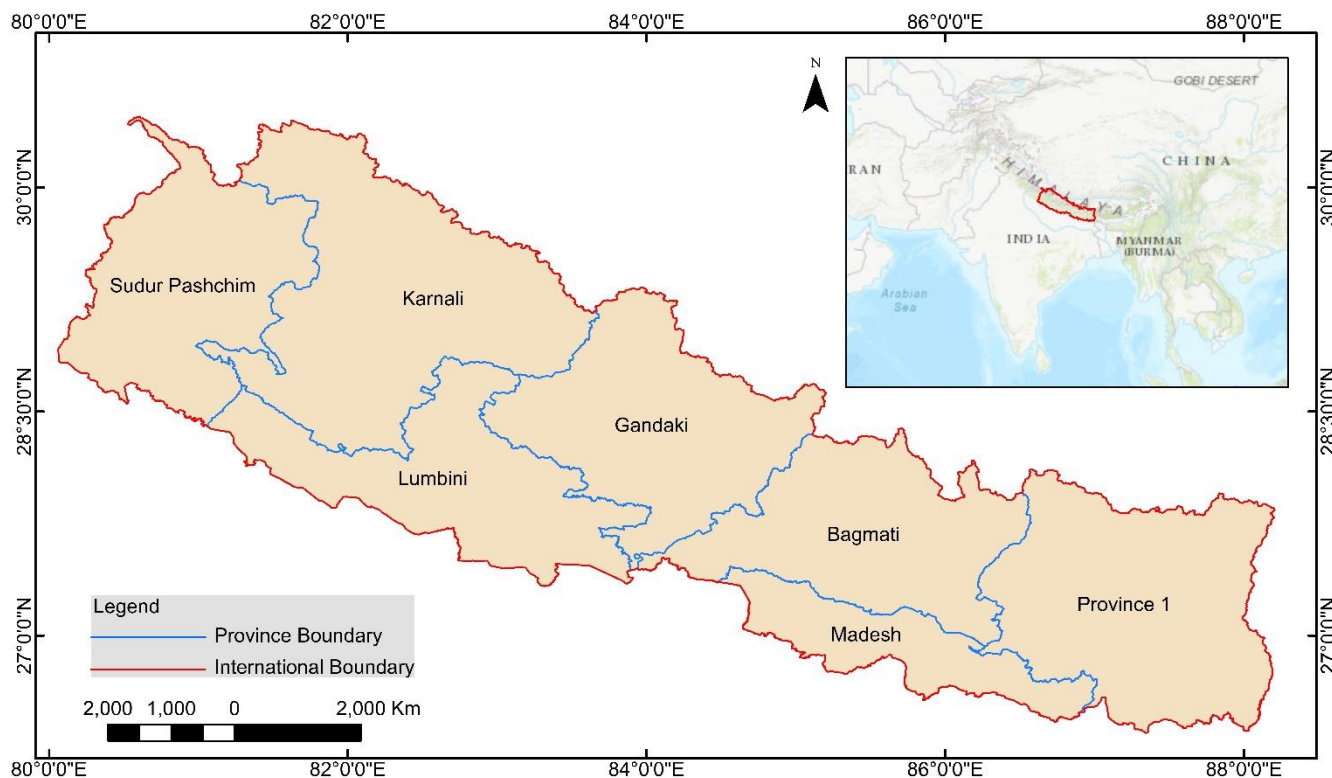 80°0'0"E 82°0'0"E 84°0'0"E 86°0'0"E 88°0'0"E
N
GOBI DESERT
CHINA
RAN
HIMALAYA
INDIA
MYANMAR
(BURMA)
Arabian
Sea
30°0'0"N
30°0'0"N
Sudur Pashchim
Karnali
28°30'0"N
28°30'0"N
Gandaki
Lumbini
Bagmati
Province 1
Madesh
27°0'0"N
27°0'0"N
Legend
Province Boundary
International Boundary
2,000 1,000 0 2,000 Km
80°0'0"E 82°0'0"E 84°0'0"E 86°0'0"E 88°0'0"E